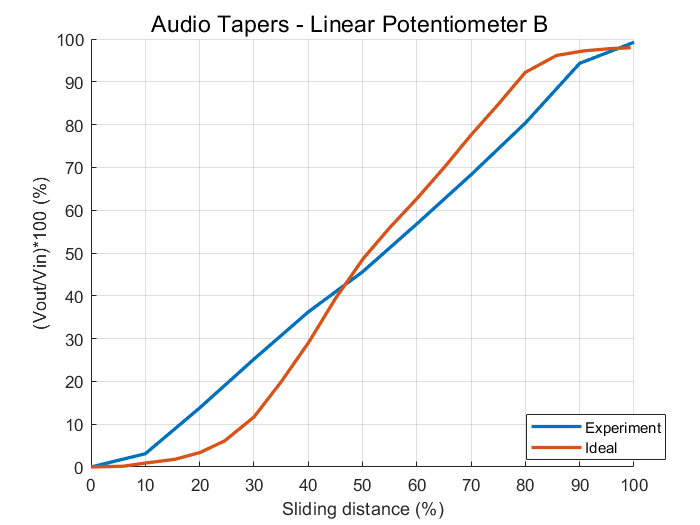 Audio Tapers - Linear Potentiometer B
100
90
80
70
60
50
40
30
20
10
0
(Vout/Vin)*100 (%)
0 10 20 30 40 50 60 70 80 90 100
Sliding distance (%)
Experiment
Ideal